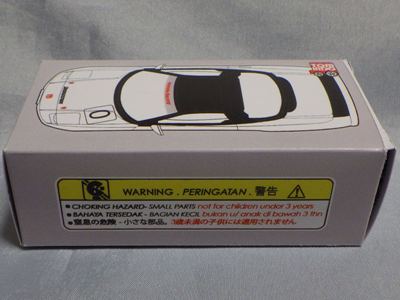 0
WARNING . PERINGATAN . 警告
● CHOKING HAZARD- SMALL PARTS not for children under 3 years
● BAHAYA TERSEDAK - BAGIAN KECIL bukan u/ anak di bawah 3 thn
● 窒息の危険 - 小さな部品。3歳未満の子供には適用されません